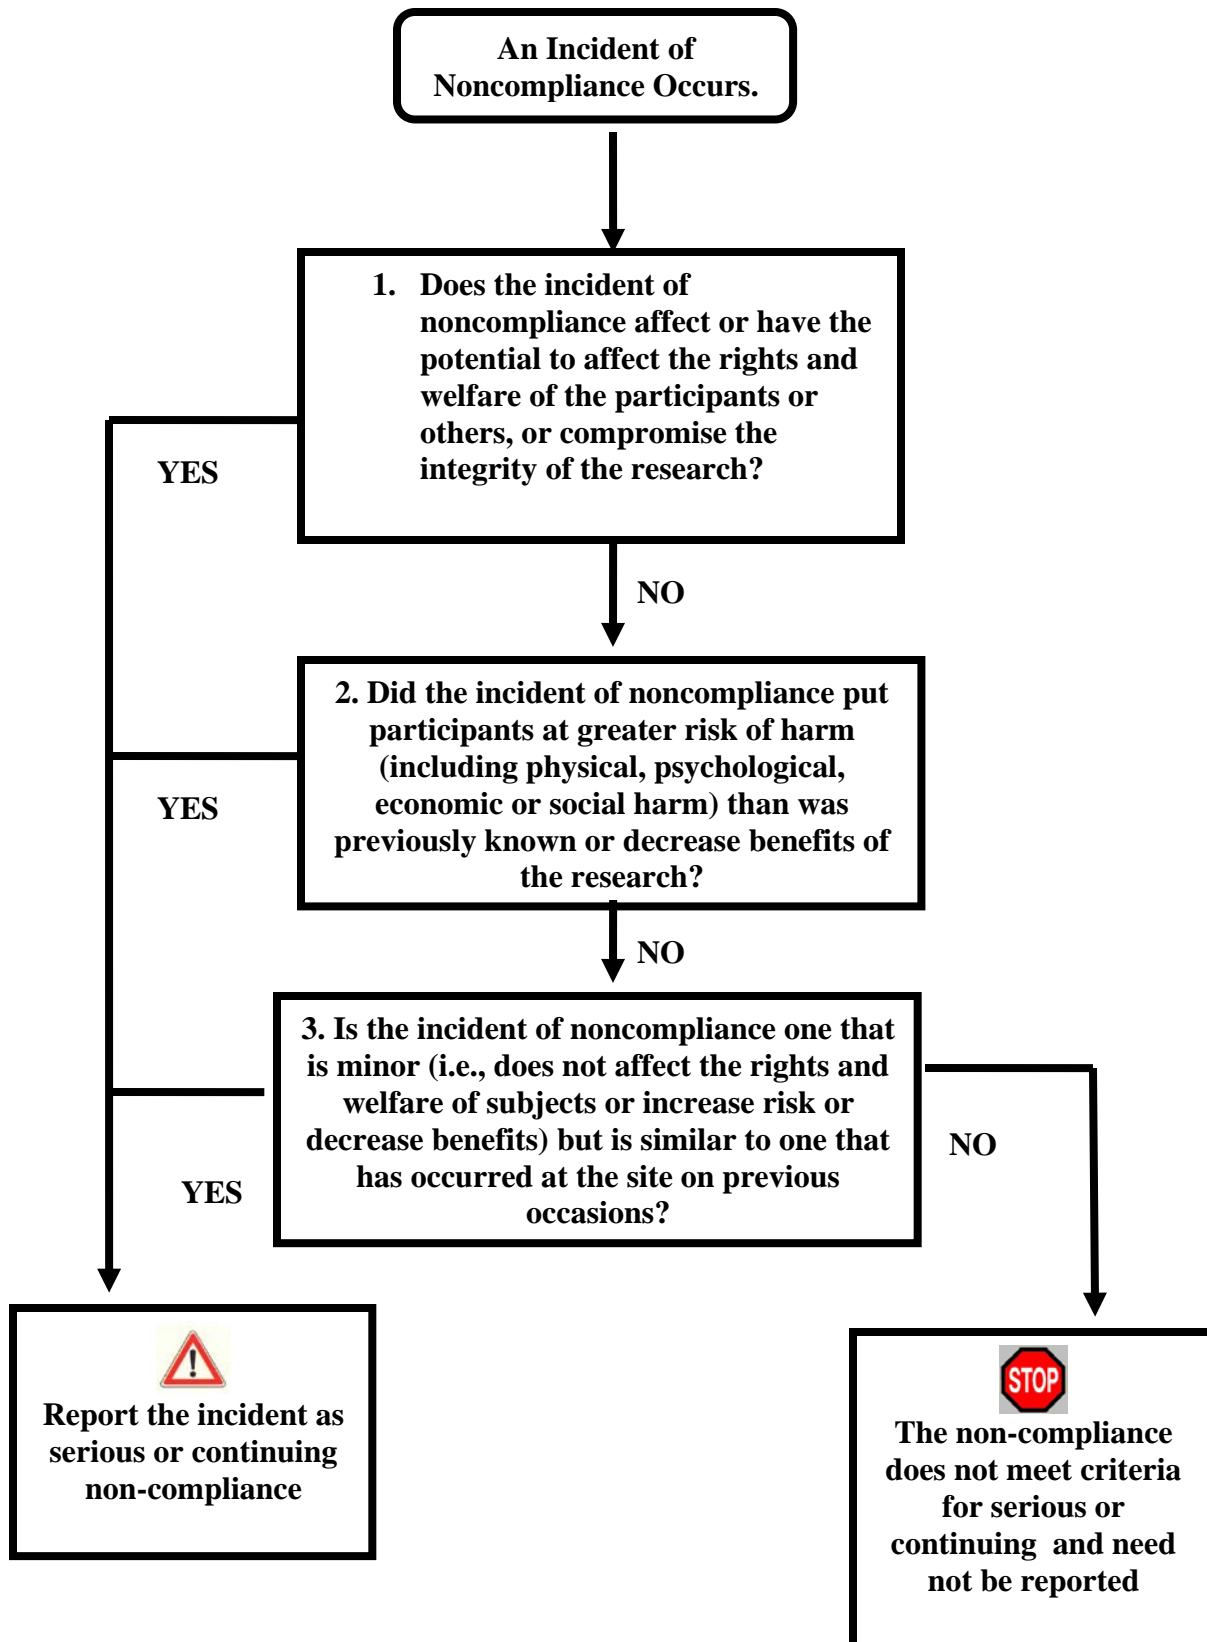 An Incident of
Noncompliance Occurs.
1. Does the incident of
noncompliance affect or have the
potential to affect the rights and
welfare of the participants or
others, or compromise the
integrity of the research?
YES
NO
2. Did the incident of noncompliance put
participants at greater risk of harm
(including physical, psychological,
economic or social harm) than was
previously known or decrease benefits of
the research?
YES
NO
3. Is the incident of noncompliance one that
is minor (i.e., does not affect the rights and
welfare of subjects or increase risk or
decrease benefits) but is similar to one that
has occurred at the site on previous
occasions?
YES
NO
!
Report the incident as
serious or continuing
non-compliance
STOP
The non-compliance
does not meet criteria
for serious or
continuing  and need
not be reported